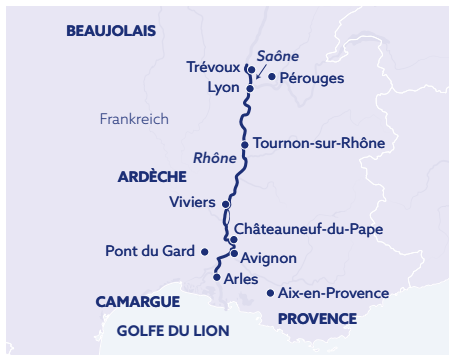 BEAUJOLAIS
Saône
Trévoux
Pérouges
Lyon
Frankreich
Tournon-sur-Rhône
Rhône
ARDÈCHE
Viviers
Châteauneuf-du-Pape
Pont du Gard
Avignon
Arles
Aix-en-Provence
CAMARGUE
PROVENCE
GOLFE DU LION